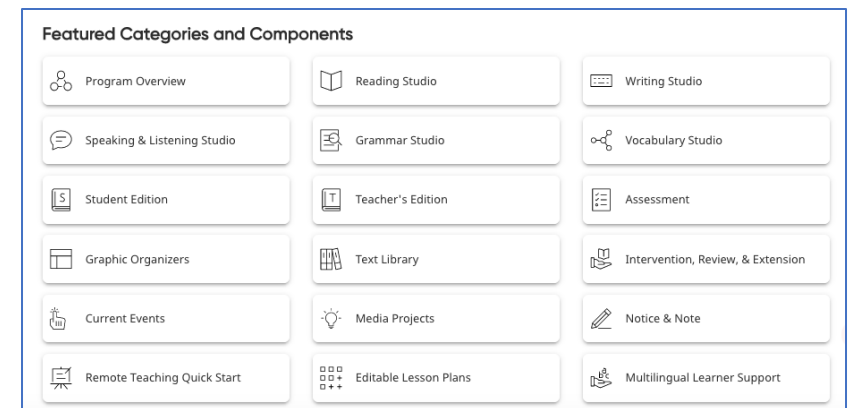 Featured Categories and Components
Program Overview
Reading Studio
Writing Studio
Speaking & Listening Studio
Grammar Studio
Vocabulary Studio
S
Student Edition
T
Teacher's Edition
Assessment
Graphic Organizers
Text Library
Intervention, Review, & Extension
Current Events
Media Projects
Notice & Note
Remote Teaching Quick Start
Editable Lesson Plans
Multilingual Learner Support